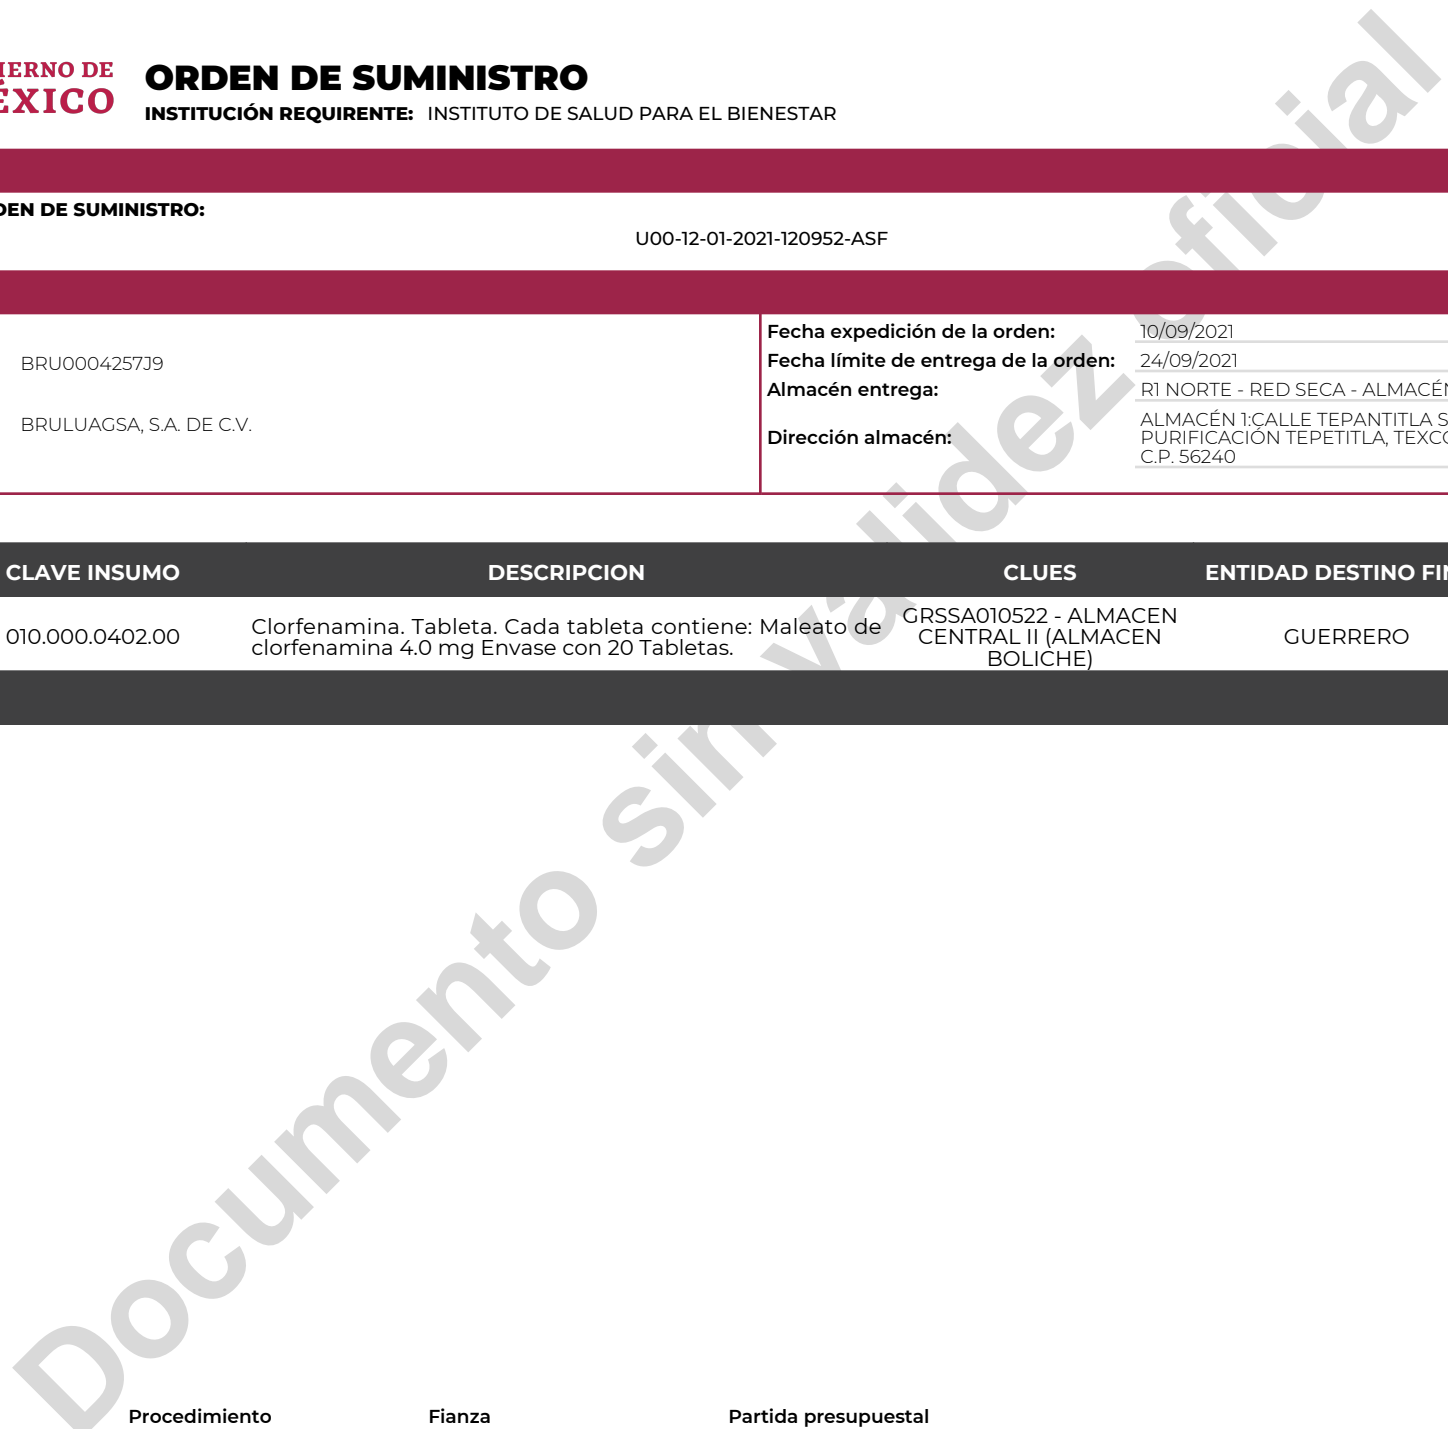 IERNO DE
ÉXICO
ORDEN DE SUMINISTRO
INSTITUCIÓN REQUIRENTE: INSTITUTO DE SALUD PARA EL BIENESTAR
DEN DE SUMINISTRO:
U00-12-01-2021-120952-ASF
BRU0004257J9
BRULUAGSA, S.A. DE C.V.
Fecha expedición de la orden: 10/09/2021
Fecha límite de entrega de la orden: 24/09/2021
Almacén entrega: R1 NORTE - RED SECA - ALMACÉN
Dirección almacén:
ALMACÉN 1:CALLE TEPANTITLA S
PURIFICACIÓN TEPETITLA, TEXCO
C.P. 56240
CLAVE INSUMO DESCRIPCION CLUES ENTIDAD DESTINO FIN
010.000.0402.00
Clorfenamina. Tableta. Cada tableta contiene: Maleato de
clorfenamina 4.0 mg Envase con 20 Tabletas.
GRSSA010522 - ALMACEN
CENTRAL II (ALMACEN
BOLICHE)
GUERRERO
Documento sin validez oficial
Procedimiento Fianza Partida presupuestal